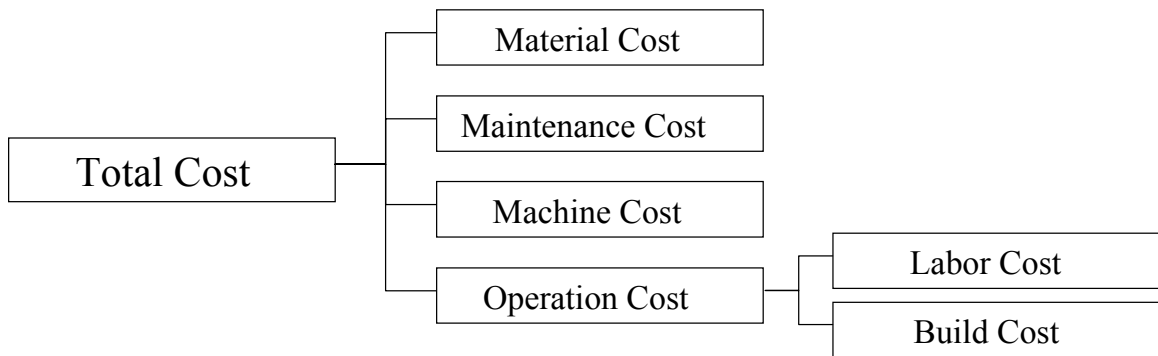 Total Cost
Material Cost
Maintenance Cost
Machine Cost
Operation Cost
Labor Cost
Build Cost